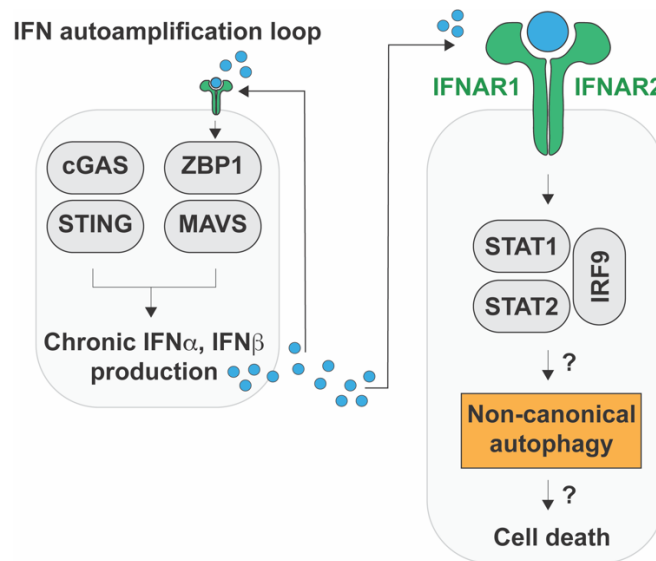 IFN autoamplification loop
cGAS
ZBP1
STING
MAVS
Chronic IFNα, IFNβ
production
IFNAR1
IFNAR2
STAT1
STAT2
IRF9
?
Non-canonical
autophagy
?
Cell death